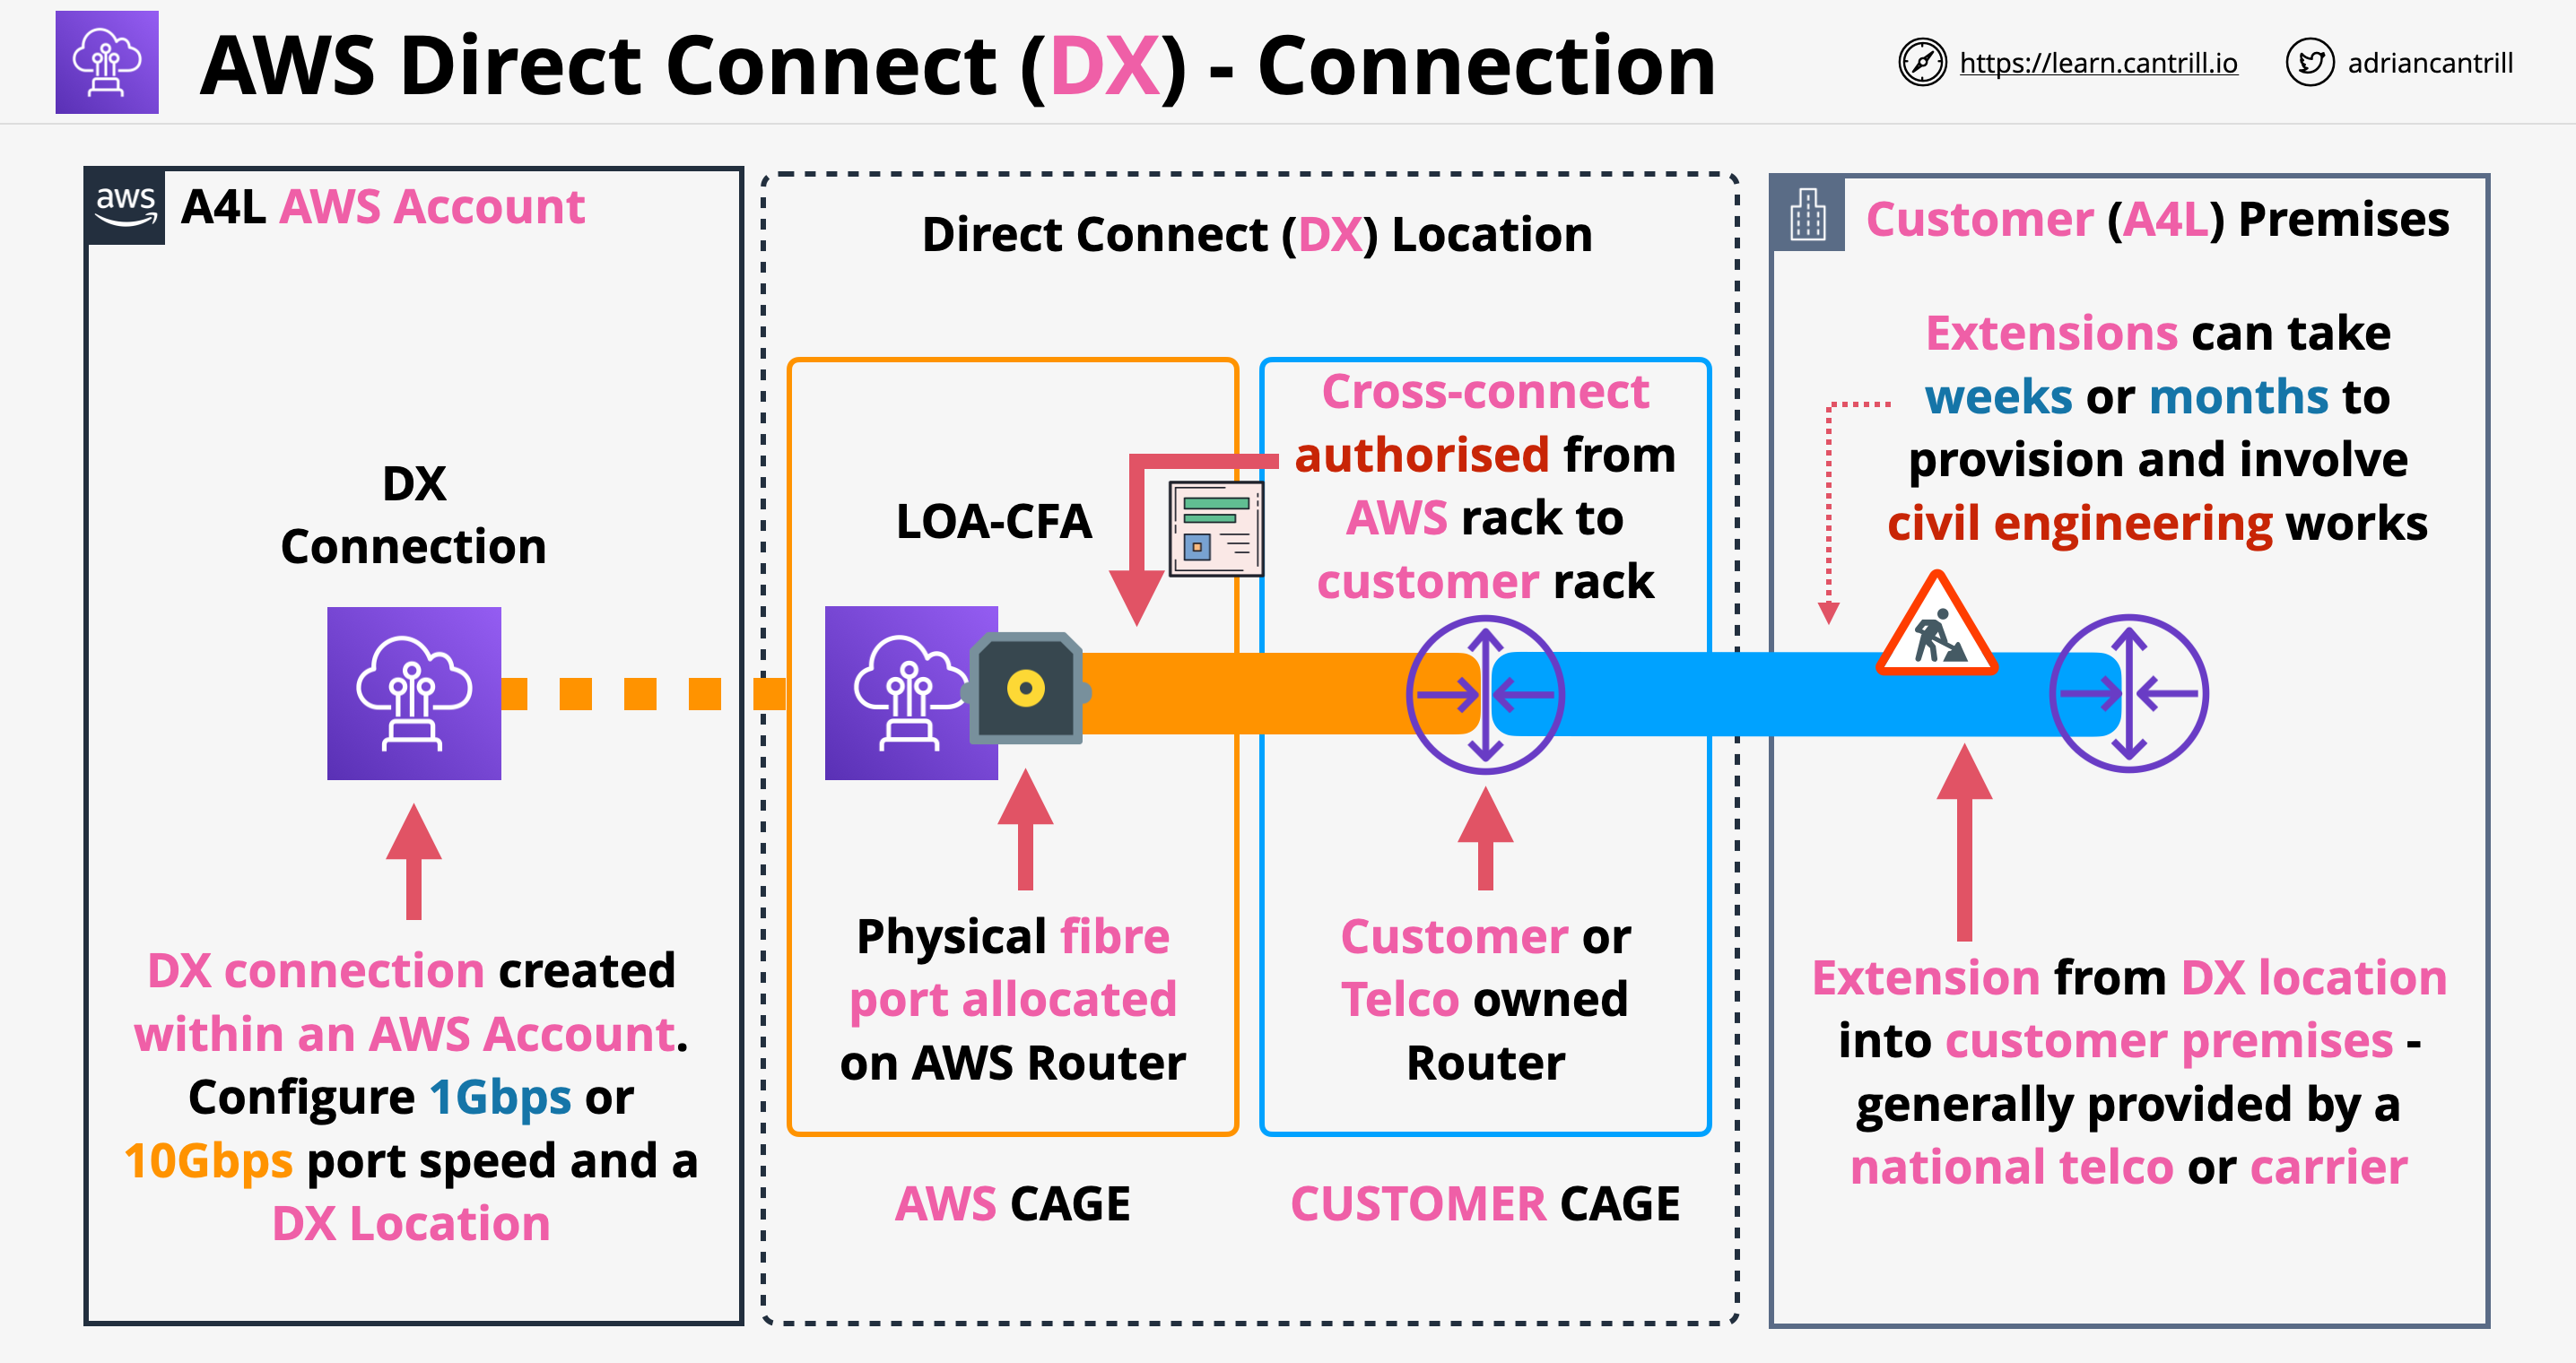 AWS Direct Connect (DX) - Connection
https://learn.cantrill.io
adriancantrill
aws
A4L AWS Account
DX
Connection
DX connection created
within an AWS Account.
Configure 1Gbps or
10Gbps port speed and a
DX Location
Direct Connect (DX) Location
LOA-CFA
Physical fibre
port allocated
on AWS Router
AWS CAGE
Cross-connect
authorised from
AWS rack to
customer rack
Customer or
Telco owned
Router
CUSTOMER CAGE
Customer (A4L) Premises
Extensions can take
weeks or months to
provision and involve
civil engineering works
Extension from DX location
into customer premises -
generally provided by a
national telco or carrier